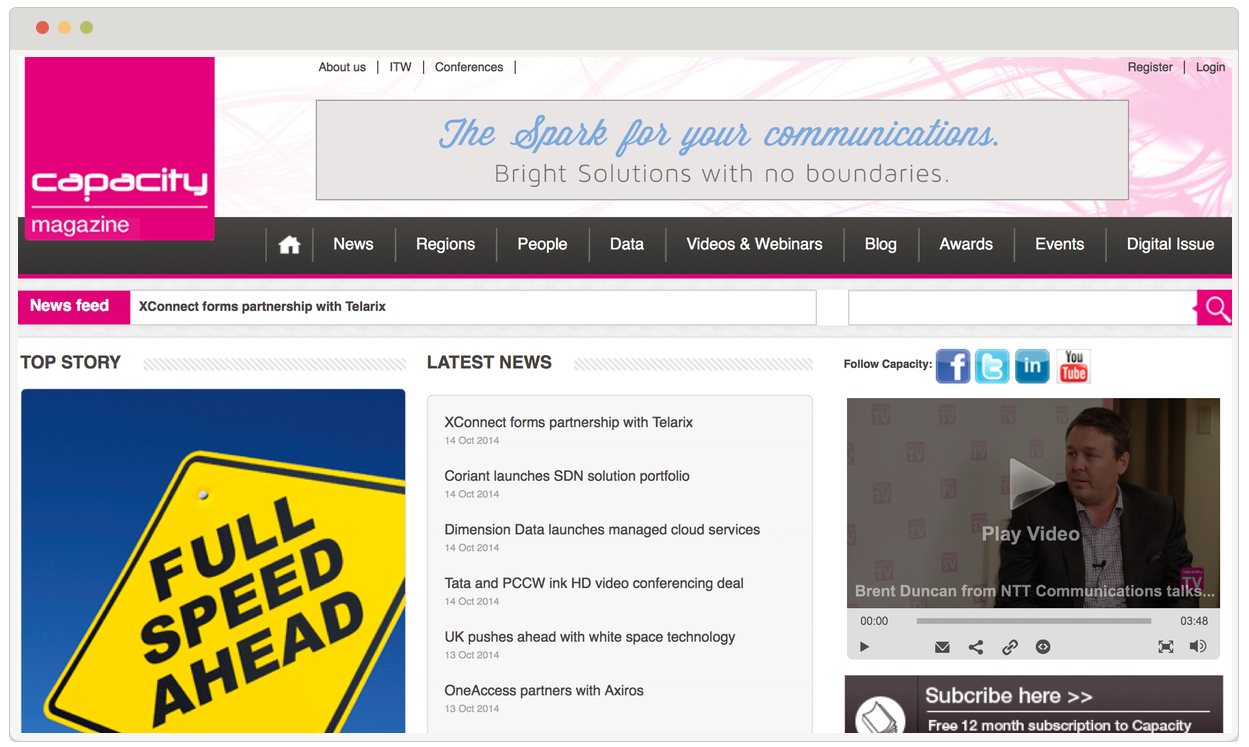 About us | ITW | Conferences |
Register | Login
capacity
magazine
The Spark for your communications.
Bright Solutions with no boundaries.
News
Regions
People
Data
Videos & Webinars
Blog
Awards
Events
Digital Issue
News feed
XConnect forms partnership with Telarix
TOP STORY
FULL
SPEED
AHEAD
LATEST NEWS
XConnect forms partnership with Telarix
14 Oct 2014
Coriant launches SDN solution portfolio
14 Oct 2014
Dimension Data launches managed cloud services
14 Oct 2014
Tata and PCCW ink HD video conferencing deal
14 Oct 2014
UK pushes ahead with white space technology
13 Oct 2014
OneAccess partners with Axiros
13 Oct 2014
Follow Capacity:
f
t
in
You
Tube
Play Video
capacity
TV
Brent Duncan from NTT Communications talks...
00:00
03:48
Subcribe here >>
Free 12 month subscription to Capacity